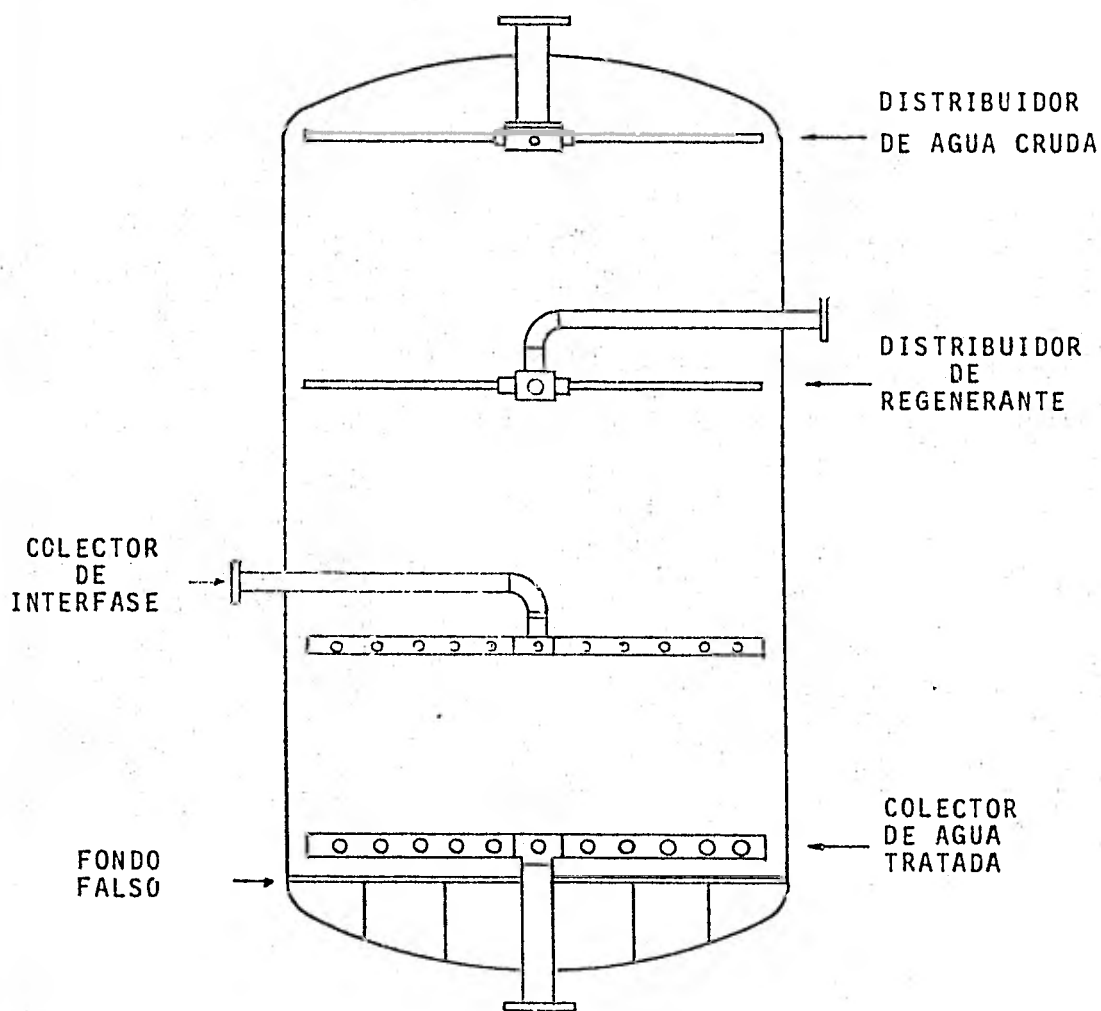 DISTRIBUIDOR
DE AGUA CRUDA
DISTRIBUIDOR
DE
REGENERANTE
COLECTOR
DE
INTERFASE
COLECTOR
DE AGUA
TRATADA
FONDO
FALSO